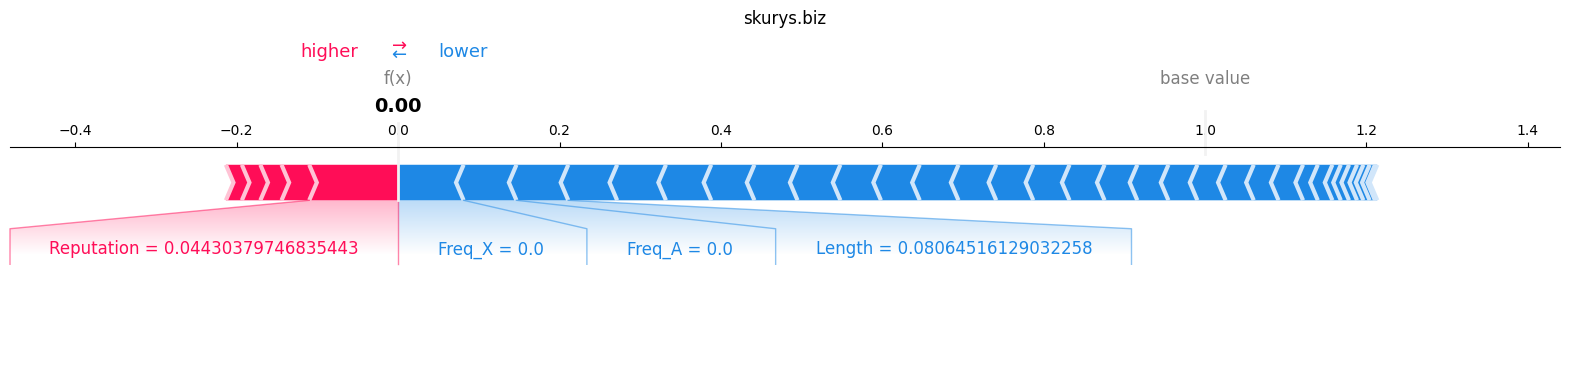 skurys.biz
higher ⇄ lower
f(x) base value
0.00
−0.4 −0.2 0 0 0.2 0.4 0.6 0.8 1 0 1.2 1.4
Reputation = 0.04430379746835443 Freq_X = 0.0 Freq_A = 0.0 Length = 0.08064516129032258